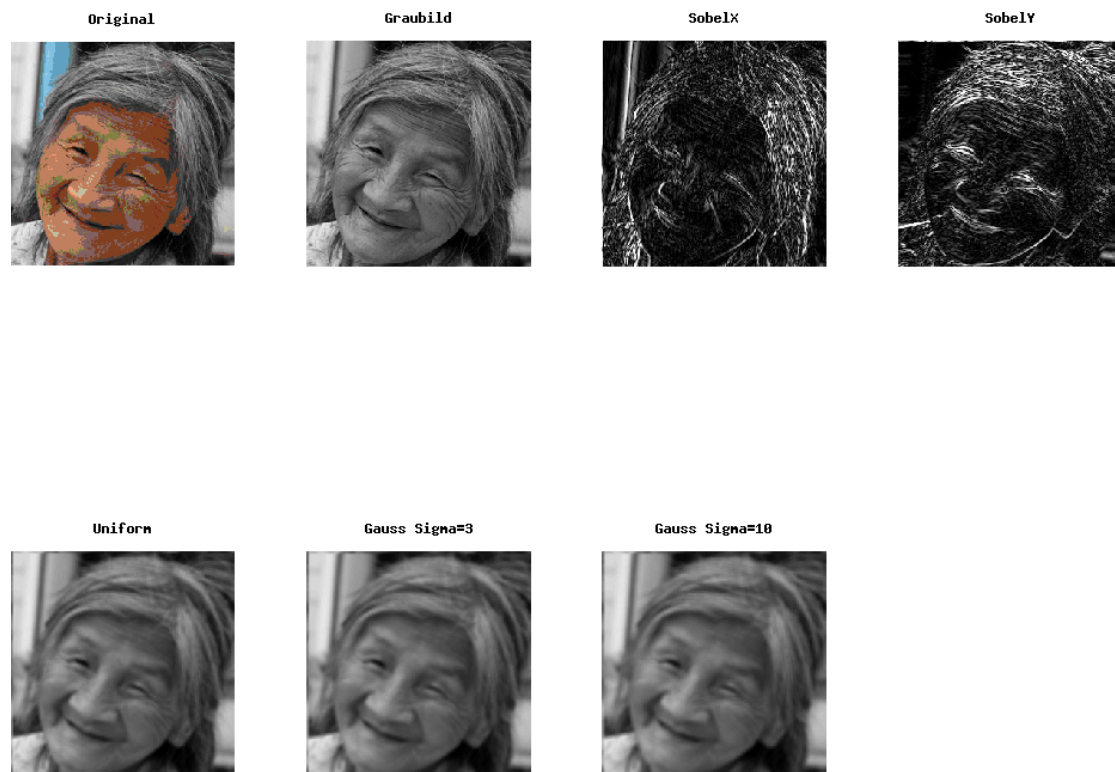 Original
Graubild
SobelX
SobelY
Uniform
Gauss Sigma=3
Gauss Sigma=10